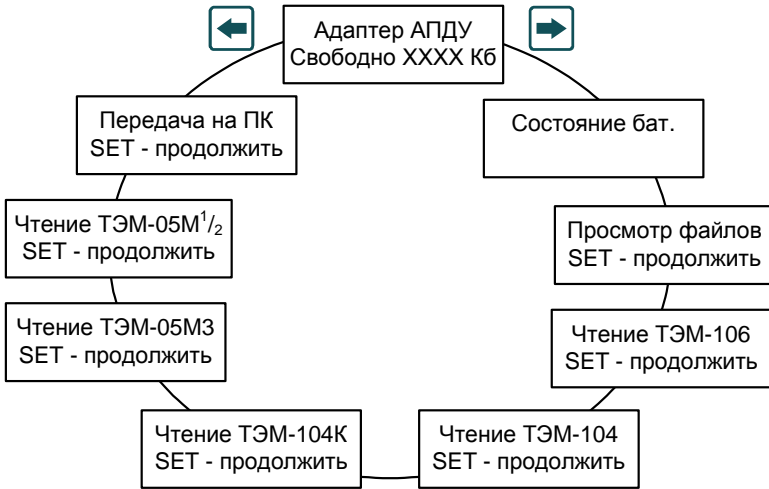 Адаптер АПДУ
Свободно XXXX Кб
Передача на ПК
SET - продолжить
Состояние бат.
Чтение ТЭМ-05М¹/₂
SET - продолжить
Просмотр файлов
SET - продолжить
Чтение ТЭМ-05М3
SET - продолжить
Чтение ТЭМ-106
SET - продолжить
Чтение ТЭМ-104К
SET - продолжить
Чтение ТЭМ-104
SET - продолжить